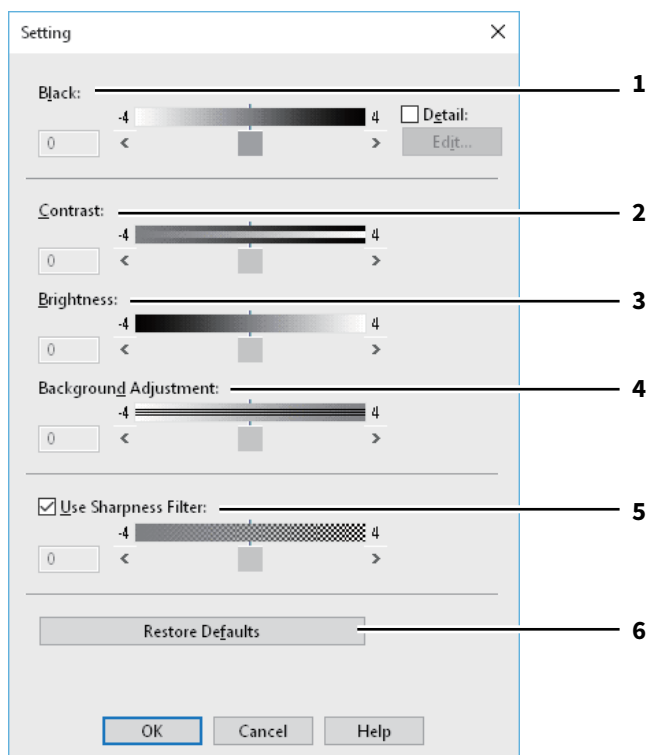 Setting
Black: 1
-4 4 Detail:
0 Edit...
Contrast: 2
-4 4
0
Brightness: 3
-4 4
0
Background Adjustment: 4
-4 4
0
Use Sharpness Filter: 5
-4 4
0
Restore Defaults 6
OK Cancel Help